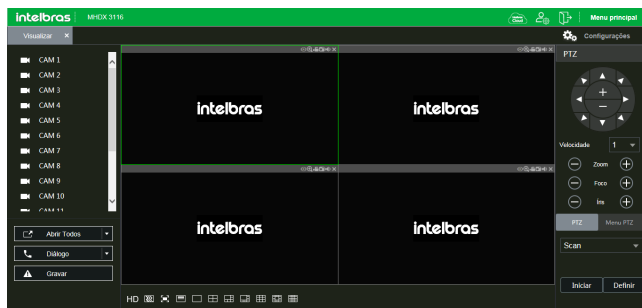 intelbras MHDX 3116 Menu principal
Visualizar × Configurações
CAM 1
CAM 2
CAM 3
CAM 4
CAM 5
CAM 6
CAM 7
CAM 8
CAM 9
CAM 10
CAM 11
Abrir Todos
Diálogo
Gravar
intelbras intelbras
intelbras intelbras
HD
PTZ
Velocidade 1
Zoom
Foco
Íris
PTZ Menu PTZ
Scan
Iniciar Definir